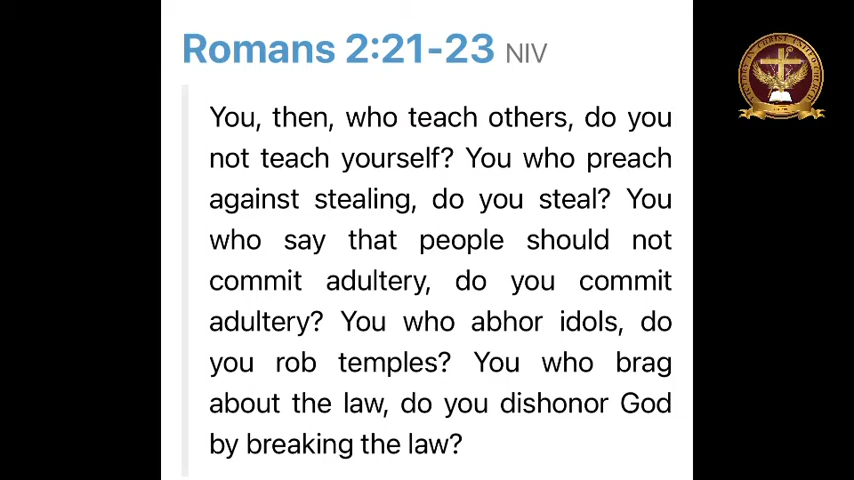 Romans 2:21-23 NIV
You, then, who teach others, do you
not teach yourself? You who preach
against stealing, do you steal? You
who say that people should not
commit adultery, do you commit
adultery? You who abhor idols, do
you rob temples? You who brag
about the law, do you dishonor God
by breaking the law?